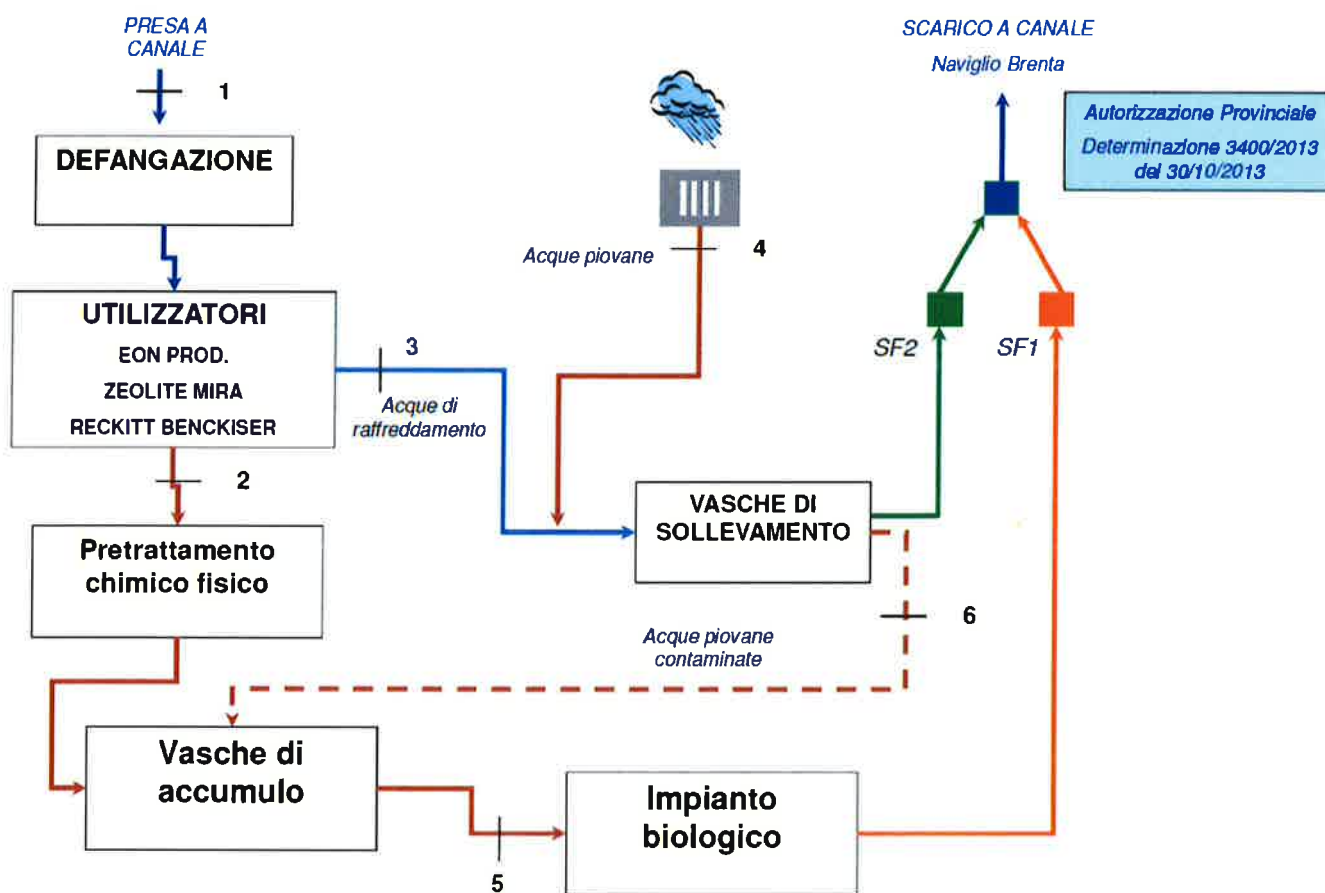 PRESA A
CANALE
1
SCARICO A CANALE
Naviglio Brenta
Autorizzazione Provinciale
Determinazione 3400/2013
del 30/10/2013
DEFANGAZIONE
Acque piovane
4
UTILIZZATORI
EON PROD.
ZEOLITE MIRA
RECKITT BENCKISER
3
Acque di
raffreddamento
SF2
SF1
2
VASCHE DI
SOLLEVAMENTO
Pretrattamento
chimico fisico
6
Acque piovane
contaminate
Vasche di
accumulo
Impianto
biologico
5